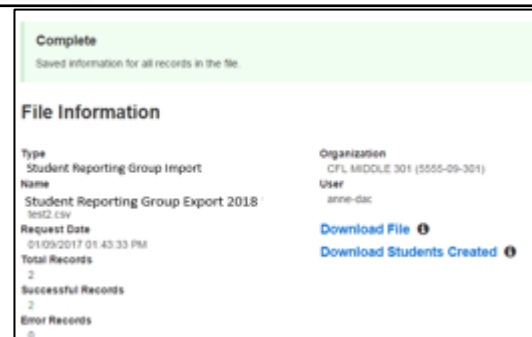 Complete
Saved information for all records in the file.
File Information
Type
Student Reporting Group Import
Name
Student Reporting Group Export 2018
test2.csv
Request Date
01/09/2017 01:43:33 PM
Total Records
2
Successful Records
2
Error Records
0
Organization
CFL MIDDLE 301 (5555-09-301)
User
anne-dac
Download File
Download Students Created